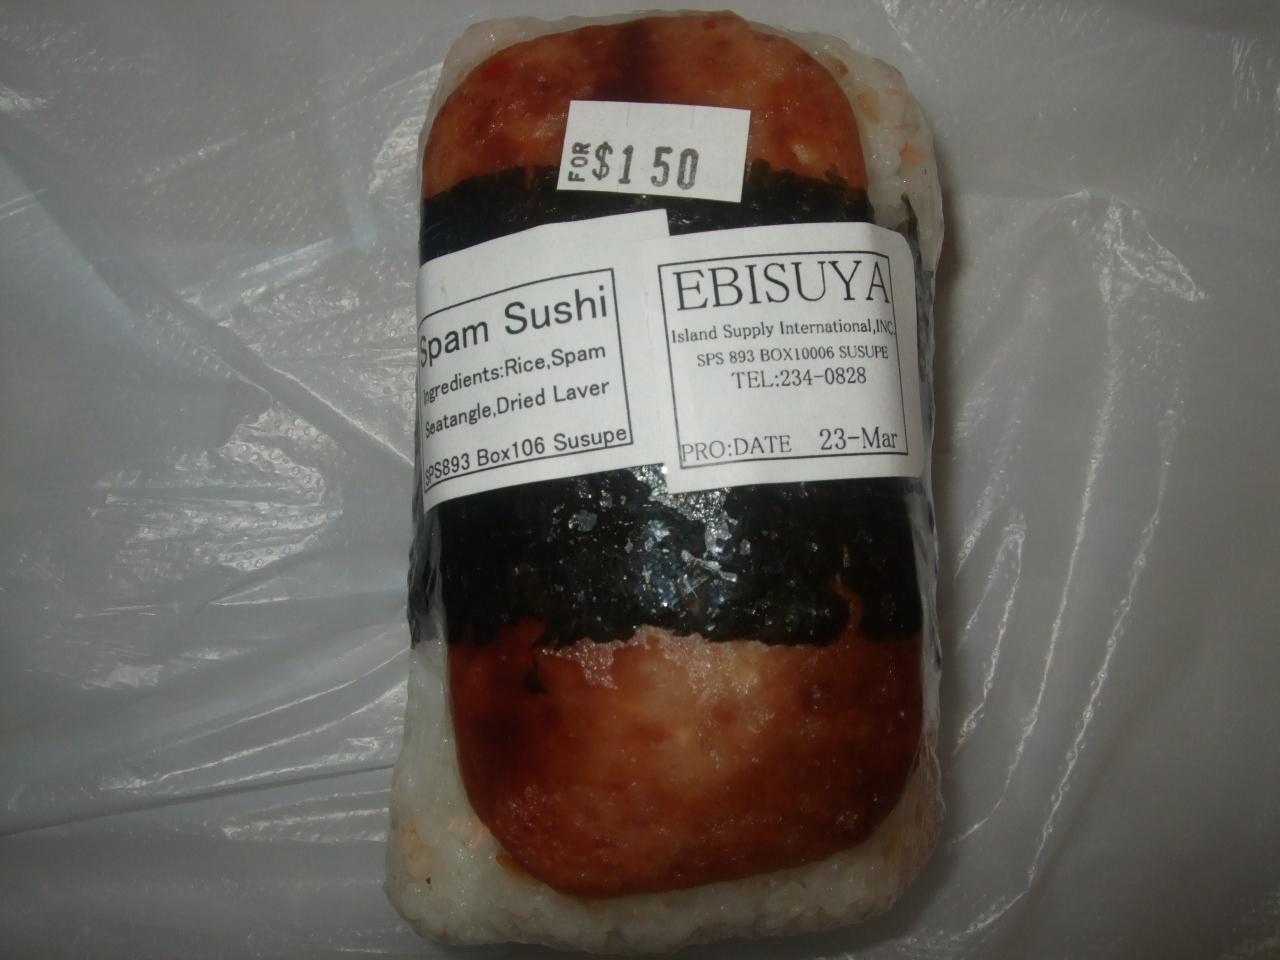 FOR $1 50
Spam Sushi
Ingredients:Rice,Spam
Seatangle,Dried Laver
SPS893 Box106 Susupe
EBISUYA
Island Supply International,INC.
SPS 893 BOX10006 SUSUPE
TEL:234-0828
PRO:DATE 23-Mar